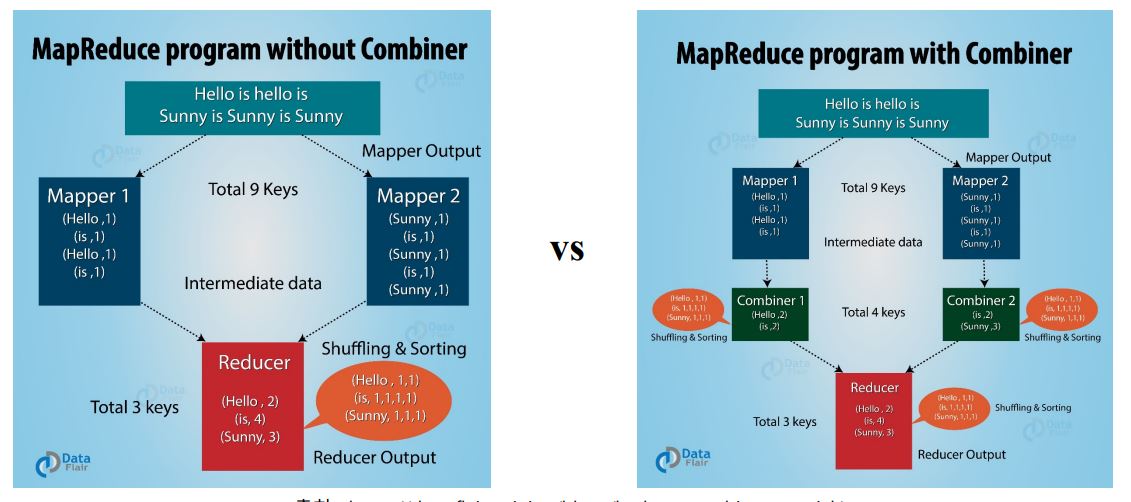 MapReduce program without Combiner
Hello is hello is
Sunny is Sunny is Sunny
Mapper Output
Total 9 Keys
Mapper 1
(Hello ,1)
(is ,1)
(Hello ,1)
(is ,1)
Mapper 2
(Sunny ,1)
(is ,1)
(Sunny ,1)
(is ,1)
(Sunny ,1)
Intermediate data
Shuffling & Sorting
Reducer
(Hello , 2)
(is, 4)
(Sunny, 3)
(Hello , 1,1)
(is, 1,1,1,1)
(Sunny, 1,1,1)
Total 3 keys
Reducer Output
Data
Flair
vs
MapReduce program with Combiner
Hello is hello is
Sunny is Sunny is Sunny
Mapper Output
Mapper 1
(Hello ,1)
(is ,1)
(Hello ,1)
(is ,1)
Total 9 Keys
Mapper 2
(Sunny ,1)
(is ,1)
(Sunny ,1)
(is ,1)
(Sunny ,1)
Intermediate data
(Hello , 1,1)
(is, 1,1,1,1)
(Sunny, 1,1,1)
Shuffling & Sorting
Combiner 1
(Hello ,2)
(is ,2)
Total 4 keys
Combiner 2
(is ,2)
(Sunny ,3)
(Hello , 1,1)
(is, 1,1,1,1)
(Sunny, 1,1,1)
Shuffling & Sorting
Reducer
(Hello , 2)
(is, 4)
(Sunny, 3)
Total 3 keys
(Hello , 1,1)
(is, 1,1,1,1)
(Sunny, 1,1,1)
Shuffling & Sorting
Reducer Output
Data
Flair